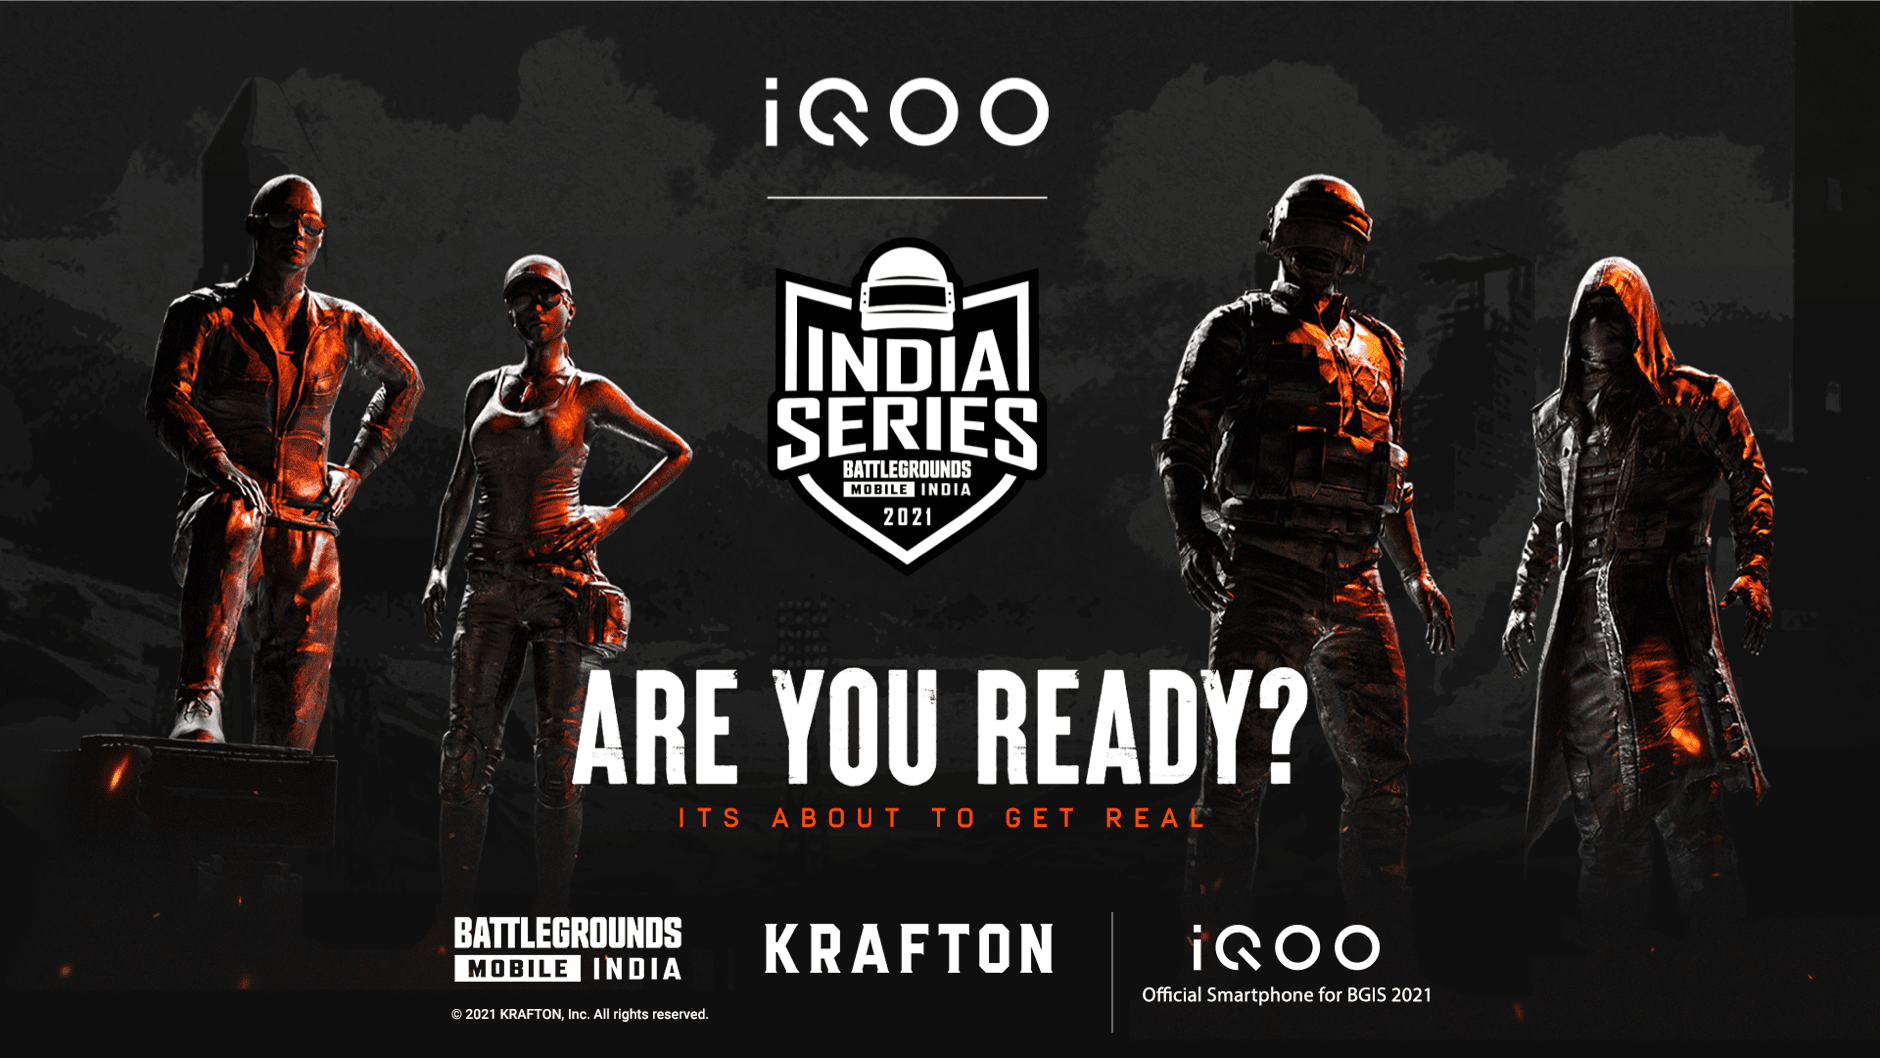 iQOO
INDIA
SERIES
BATTLEGROUNDS
MOBILE INDIA
2021
ARE YOU READY?
ITS ABOUT TO GET REAL
BATTLEGROUNDS
MOBILE INDIA
© 2021 KRAFTON, Inc. All rights reserved.
KRAFTON
iQOO
Official Smartphone for BGIS 2021